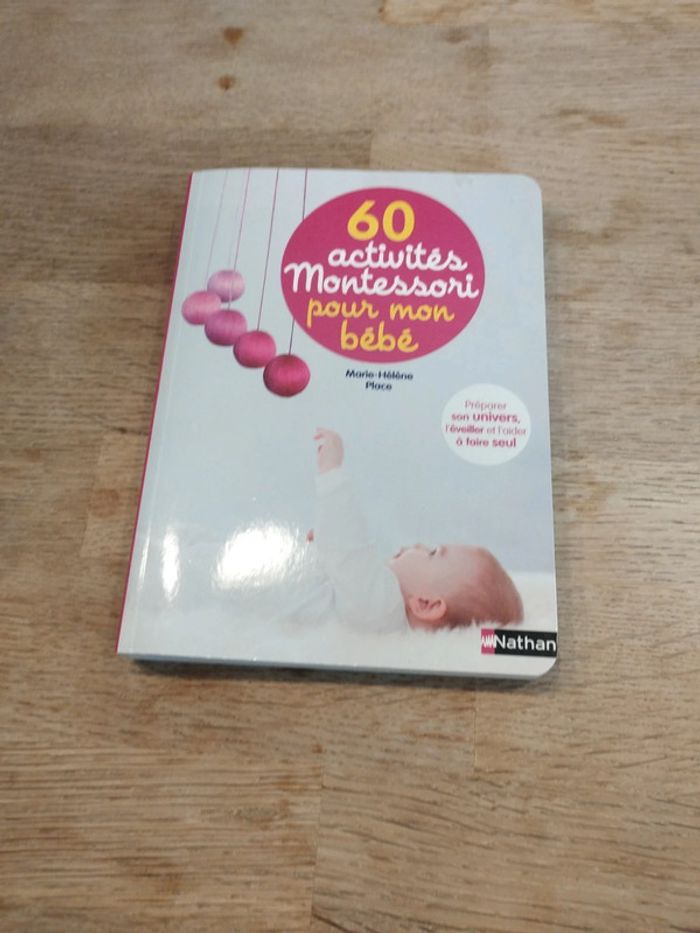 60
activités
Montessori
pour mon
bébé
Marie-Hélène
Place
Préparer
son univers,
l'éveiller et l'aider
à faire seul
Nathan